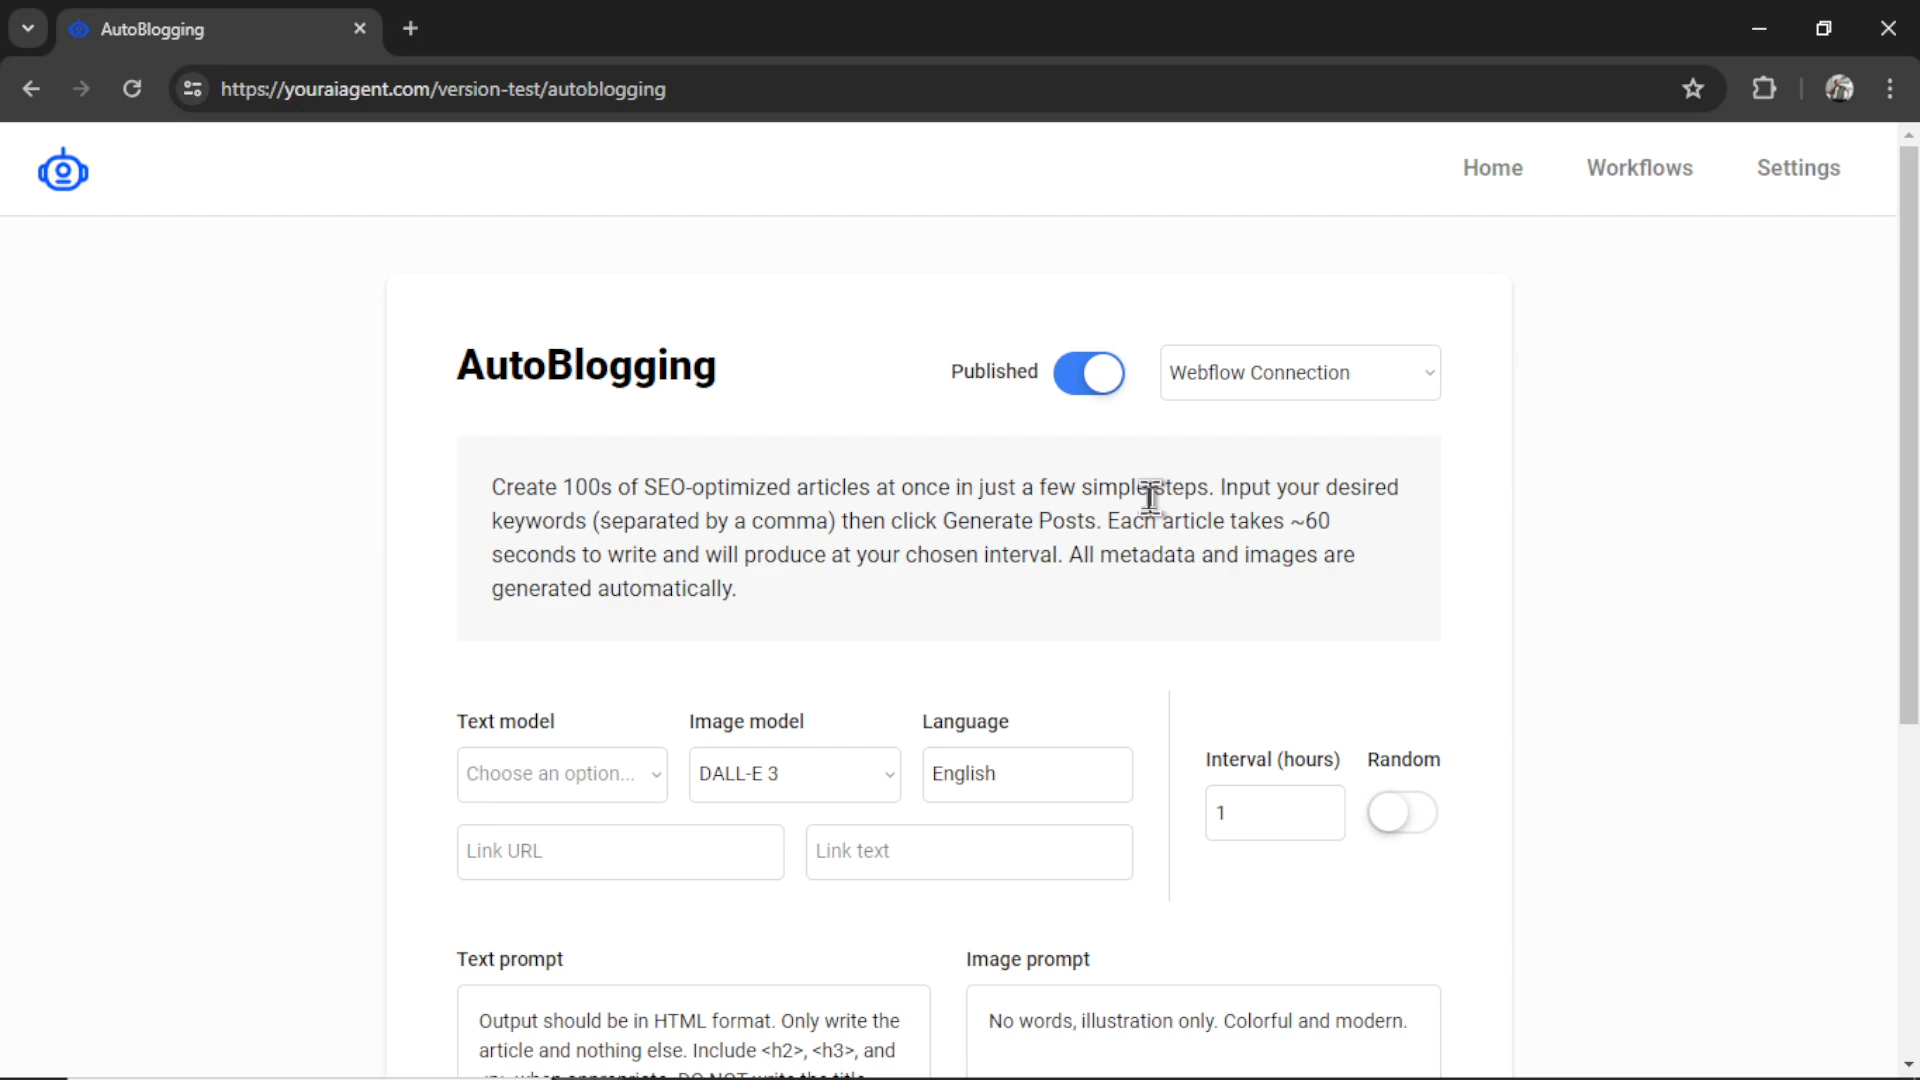 AutoBlogging
https://youraiagent.com/version-test/autoblogging
Home
Workflows
Settings
AutoBlogging
Published
Webflow Connection
Create 100s of SEO-optimized articles at once in just a few simple steps. Input your desired
keywords (separated by a comma) then click Generate Posts. Each article takes ~60
seconds to write and will produce at your chosen interval. All metadata and images are
generated automatically.
Text model
Image model
Language
Interval (hours)
Random
Choose an option...
DALL-E 3
English
1
Link URL
Link text
Text prompt
Image prompt
Output should be in HTML format. Only write the
article and nothing else. Include <h2>, <h3>, and
No words, illustration only. Colorful and modern.